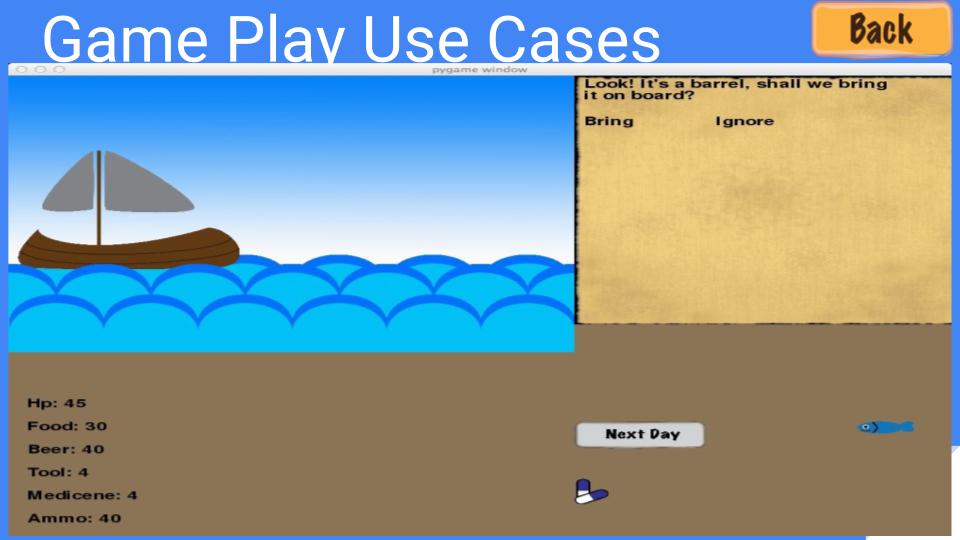 Game Play Use Cases
Back
pygame window
Look! It's a barrel, shall we bring
it on board?
Bring Ignore
Hp: 45
Food: 30
Beer: 40
Tool: 4
Medicene: 4
Ammo: 40
Next Day